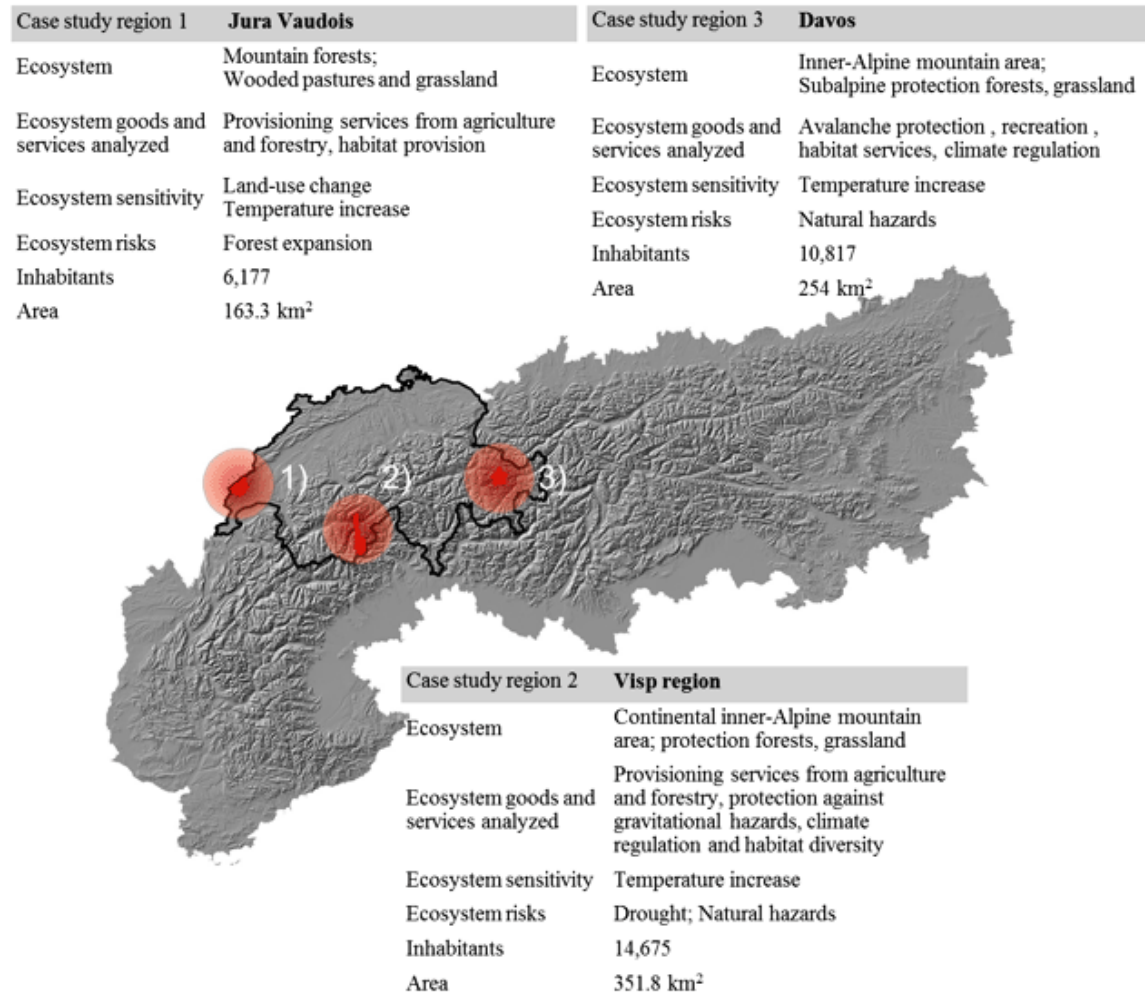 Case study region 1 Jura Vaudois
Ecosystem Mountain forests;
Wooded pastures and grassland
Ecosystem goods and services analyzed Provisioning services from agriculture
and forestry, habitat provision
Ecosystem sensitivity Land-use change
Temperature increase
Ecosystem risks Forest expansion
Inhabitants 6,177
Area 163.3 km²
Case study region 3 Davos
Ecosystem Inner-Alpine mountain area;
Subalpine protection forests, grassland
Ecosystem goods and services analyzed Avalanche protection , recreation ,
habitat services, climate regulation
Ecosystem sensitivity Temperature increase
Ecosystem risks Natural hazards
Inhabitants 10,817
Area 254 km²
1)
2)
3)
Case study region 2 Visp region
Ecosystem Continental inner-Alpine mountain
area; protection forests, grassland
Ecosystem goods and services analyzed Provisioning services from agriculture
and forestry, protection against
gravitational hazards, climate
regulation and habitat diversity
Ecosystem sensitivity Temperature increase
Ecosystem risks Drought; Natural hazards
Inhabitants 14,675
Area 351.8 km²